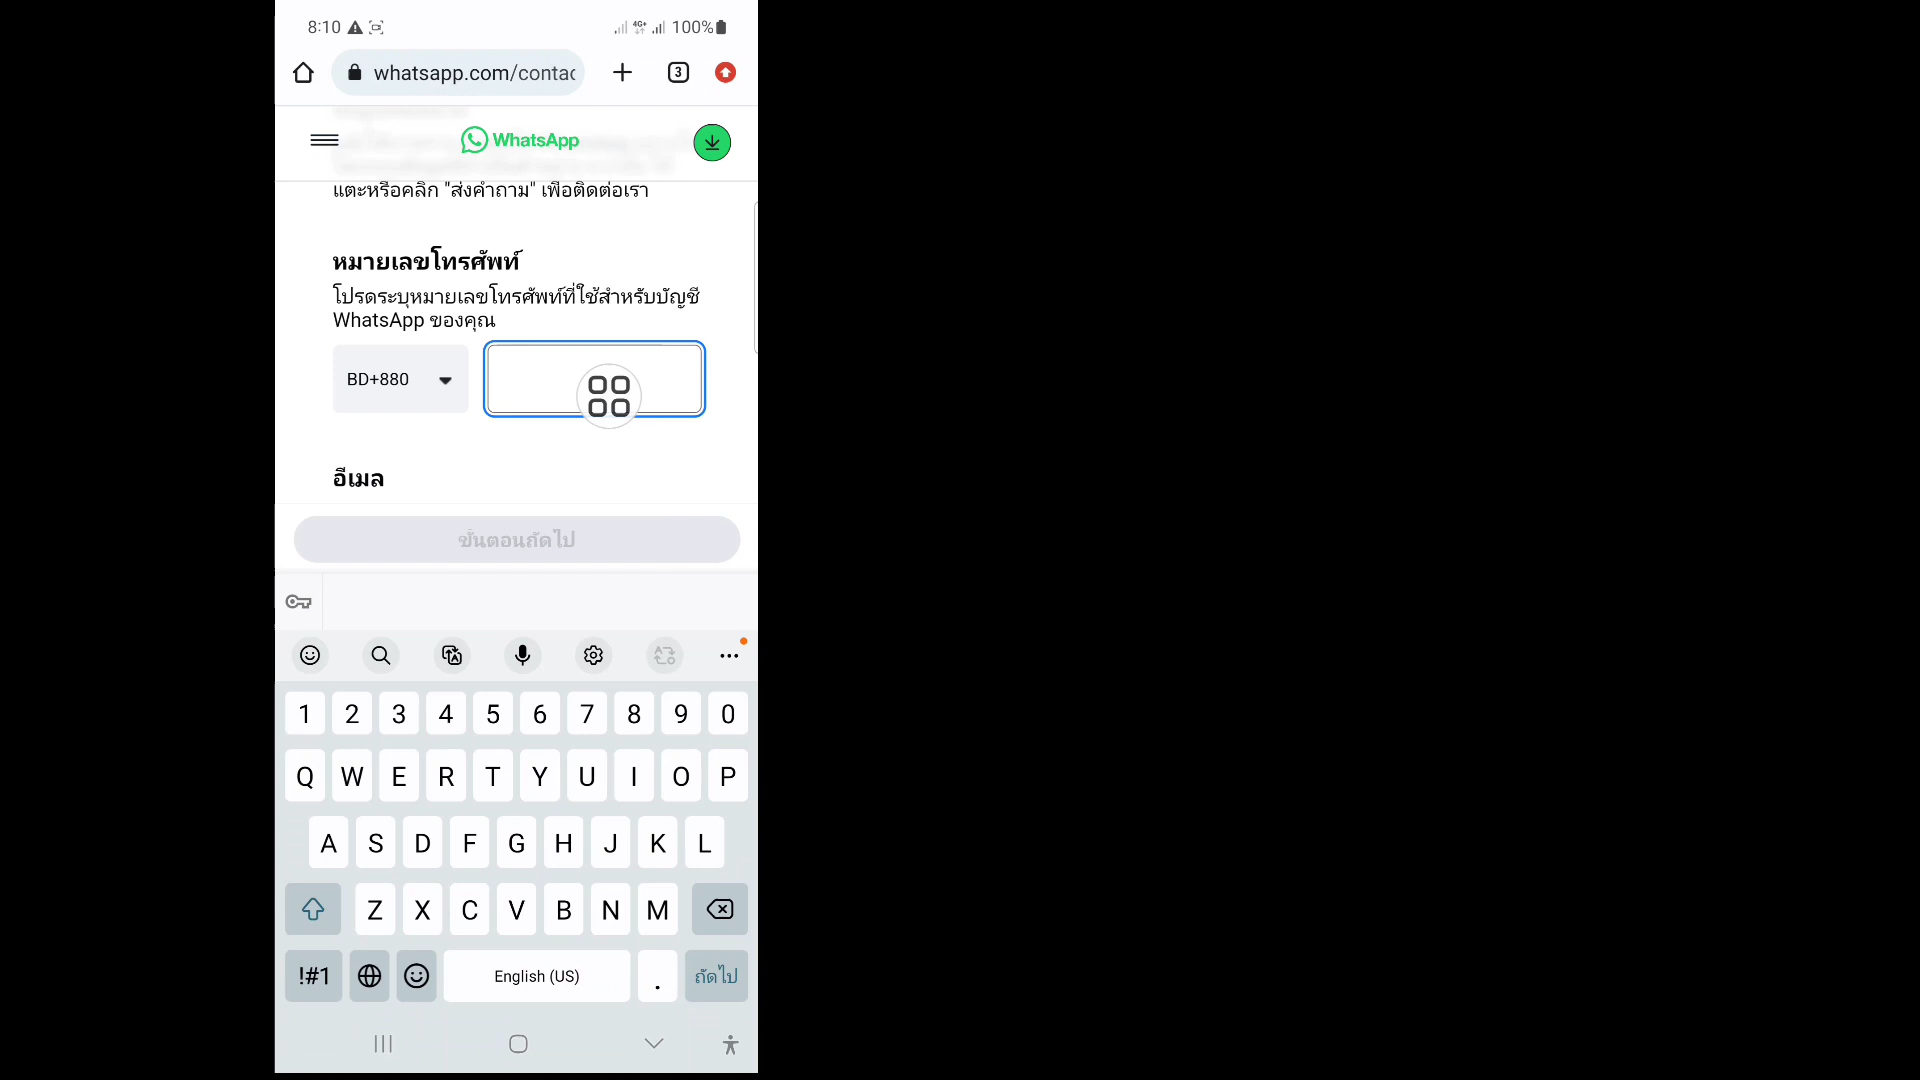 8:10
4G+
100%
whatsapp.com/contac
3
WhatsApp
แตะหรือคลิก "ส่งคำถาม" เพื่อติดต่อเรา
หมายเลขโทรศัพท์
โปรดระบุหมายเลขโทรศัพท์ที่ใช้สำหรับบัญชี
WhatsApp ของคุณ
BD+880
อีเมล
ขั้นตอนถัดไป
1 2 3 4 5 6 7 8 9 0
Q W E R T Y U I O P
A S D F G H J K L
Z X C V B N M
!#1 English (US) . ถัดไป